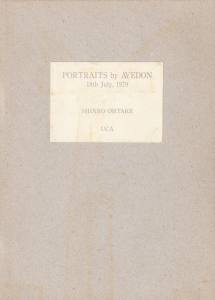 PORTRAITS by AVEDON
18th July, 1979
SHINRO OHTAKE
UCA